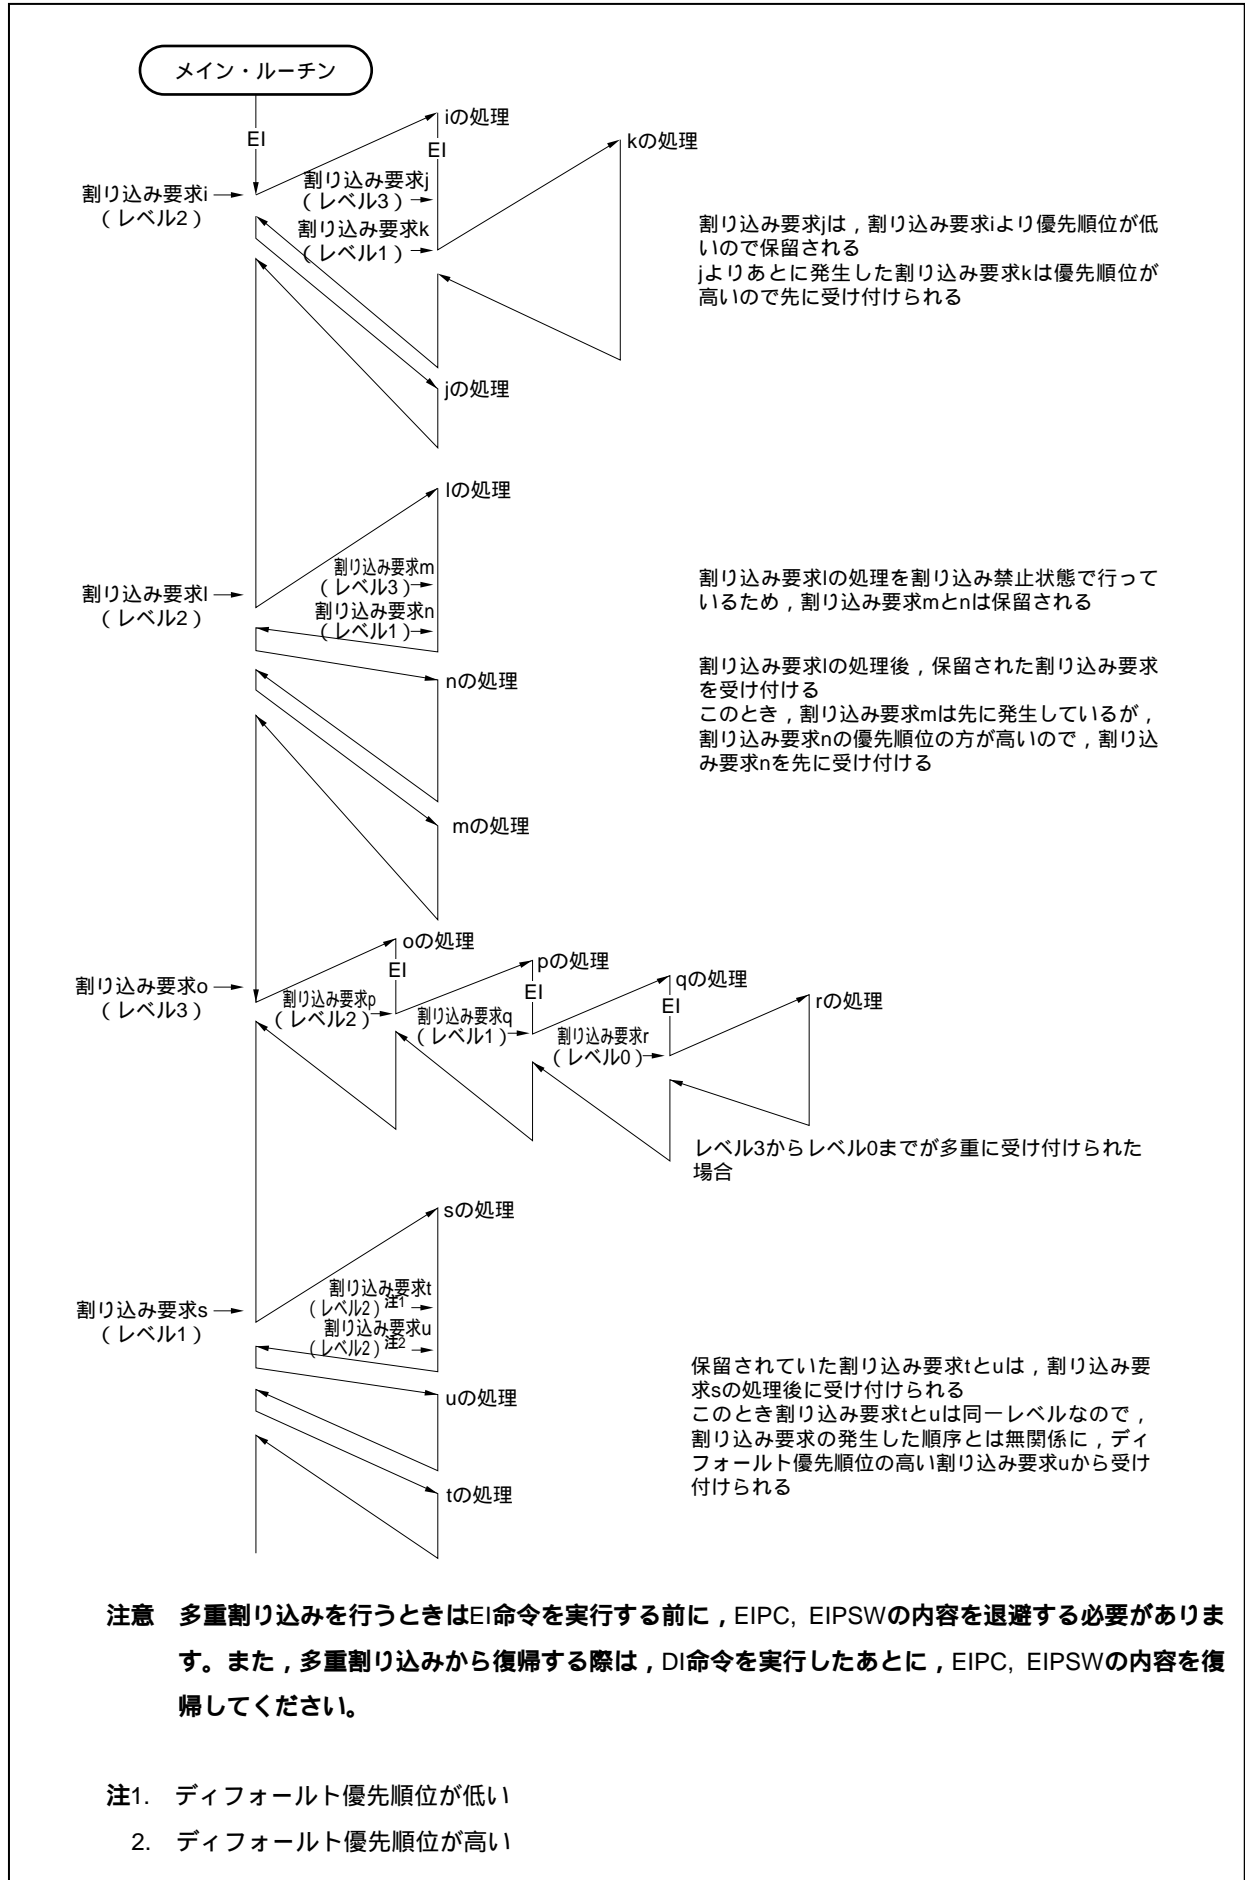 メイン・ルーチン
EI
iの処理
EI
kの処理
割り込み要求i
（レベル2）
割り込み要求j
（レベル3）
割り込み要求k
（レベル1）
割り込み要求jは，割り込み要求iより優先順位が低
いので保留される
jよりあとに発生した割り込み要求kは優先順位が
高いので先に受け付けられる
jの処理
lの処理
割り込み要求l
（レベル2）
割り込み要求m
（レベル3）
割り込み要求n
（レベル1）
割り込み要求lの処理を割り込み禁止状態で行って
いるため，割り込み要求mとnは保留される
nの処理
割り込み要求lの処理後，保留された割り込み要求
を受け付ける
このとき，割り込み要求mは先に発生しているが，
割り込み要求nの優先順位の方が高いので，割り込
み要求nを先に受け付ける
mの処理
oの処理
EI
pの処理
EI
qの処理
EI
rの処理
割り込み要求o
（レベル3）
割り込み要求p
（レベル2）
割り込み要求q
（レベル1）
割り込み要求r
（レベル0）
レベル3からレベル0までが多重に受け付けられた
場合
sの処理
割り込み要求s
（レベル1）
割り込み要求t
（レベル2）注1
割り込み要求u
（レベル2）注2
uの処理
保留されていた割り込み要求tとuは，割り込み要
求sの処理後に受け付けられる
このとき割り込み要求tとuは同一レベルなので，
割り込み要求の発生した順序とは無関係に，ディ
フォールト優先順位の高い割り込み要求uから受け
付けられる
tの処理
注意　多重割り込みを行うときはEI命令を実行する前に，EIPC, EIPSWの内容を退避する必要がありま
す。また，多重割り込みから復帰する際は，DI命令を実行したあとに，EIPC, EIPSWの内容を復
帰してください。
注1.　ディフォールト優先順位が低い
2.　ディフォールト優先順位が高い